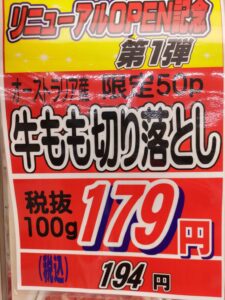 リニューアルOPEN記念
第1弾
オーストラリア産 限定50p
牛もも切り落とし
税抜
100g 179円
(税込) 194円